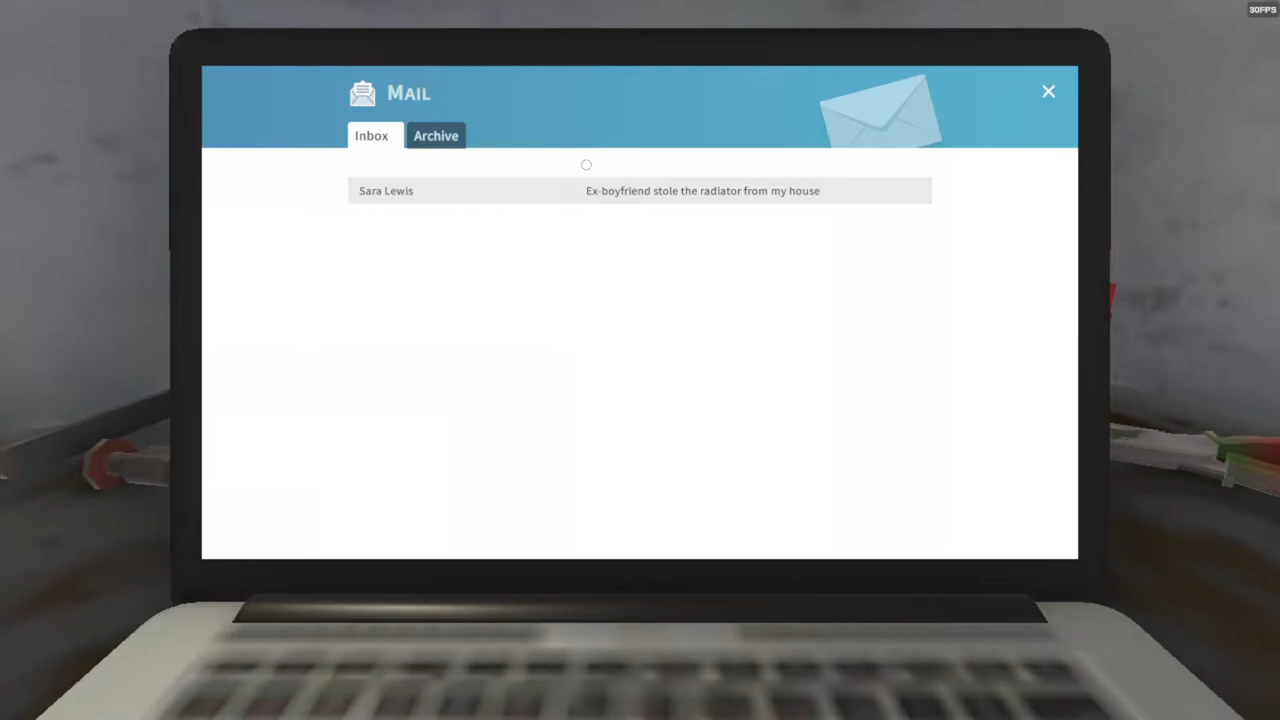 30FPS
MAIL
Inbox
Archive
Sara Lewis
Ex-boyfriend stole the radiator from my house